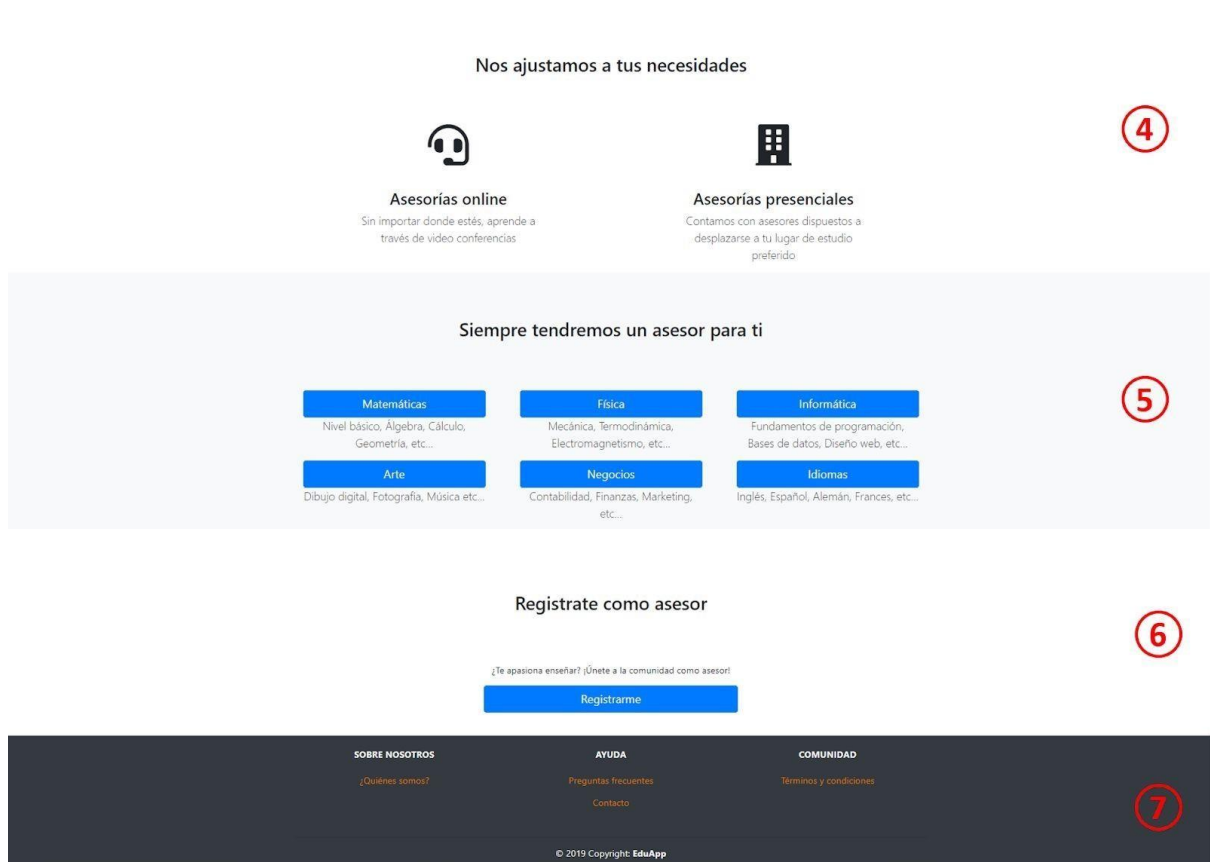 Nos ajustamos a tus necesidades
4
Asesorías online
Sin importar donde estés, aprende a
través de video conferencias
Asesorías presenciales
Contamos con asesores dispuestos a
desplazarse a tu lugar de estudio
preferido
Siempre tendremos un asesor para ti
5
Matemáticas
Nivel básico, Álgebra, Cálculo,
Geometría, etc...
Física
Mecánica, Termodinámica,
Electromagnetismo, etc...
Informática
Fundamentos de programación,
Bases de datos, Diseño web, etc...
Arte
Dibujo digital, Fotografía, Música etc...
Negocios
Contabilidad, Finanzas, Marketing,
etc...
Idiomas
Inglés, Español, Alemán, Frances, etc...
Registrate como asesor
6
¿Te apasiona enseñar? ¡Únete a la comunidad como asesor!
Registrarme
SOBRE NOSOTROS
¿Quiénes somos?
AYUDA
Preguntas frecuentes
Contacto
COMUNIDAD
Términos y condiciones
7
© 2019 Copyright: EduApp